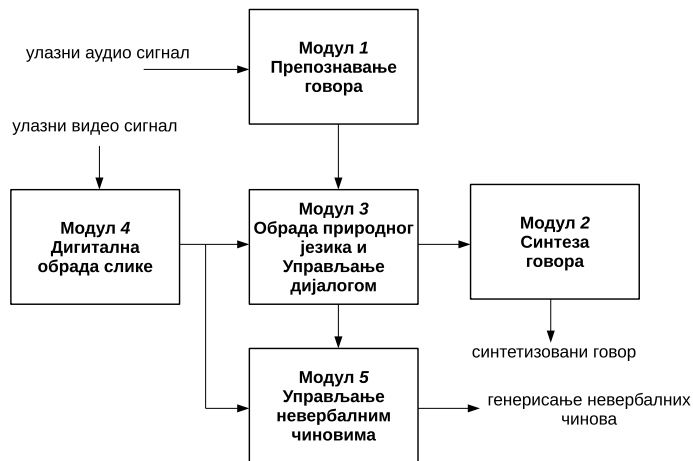 улазни аудио сигнал
Модул 1
Препознавање
говора
улазни видео сигнал
Модул 4
Дигитална
обрада слике
Модул 3
Обрада природног
језика и
Управљање
дијалогом
Модул 2
Синтеза
говора
синтетизовани говор
Модул 5
Управљање
невербалним
чиновима
генерисање невербалних
чинова